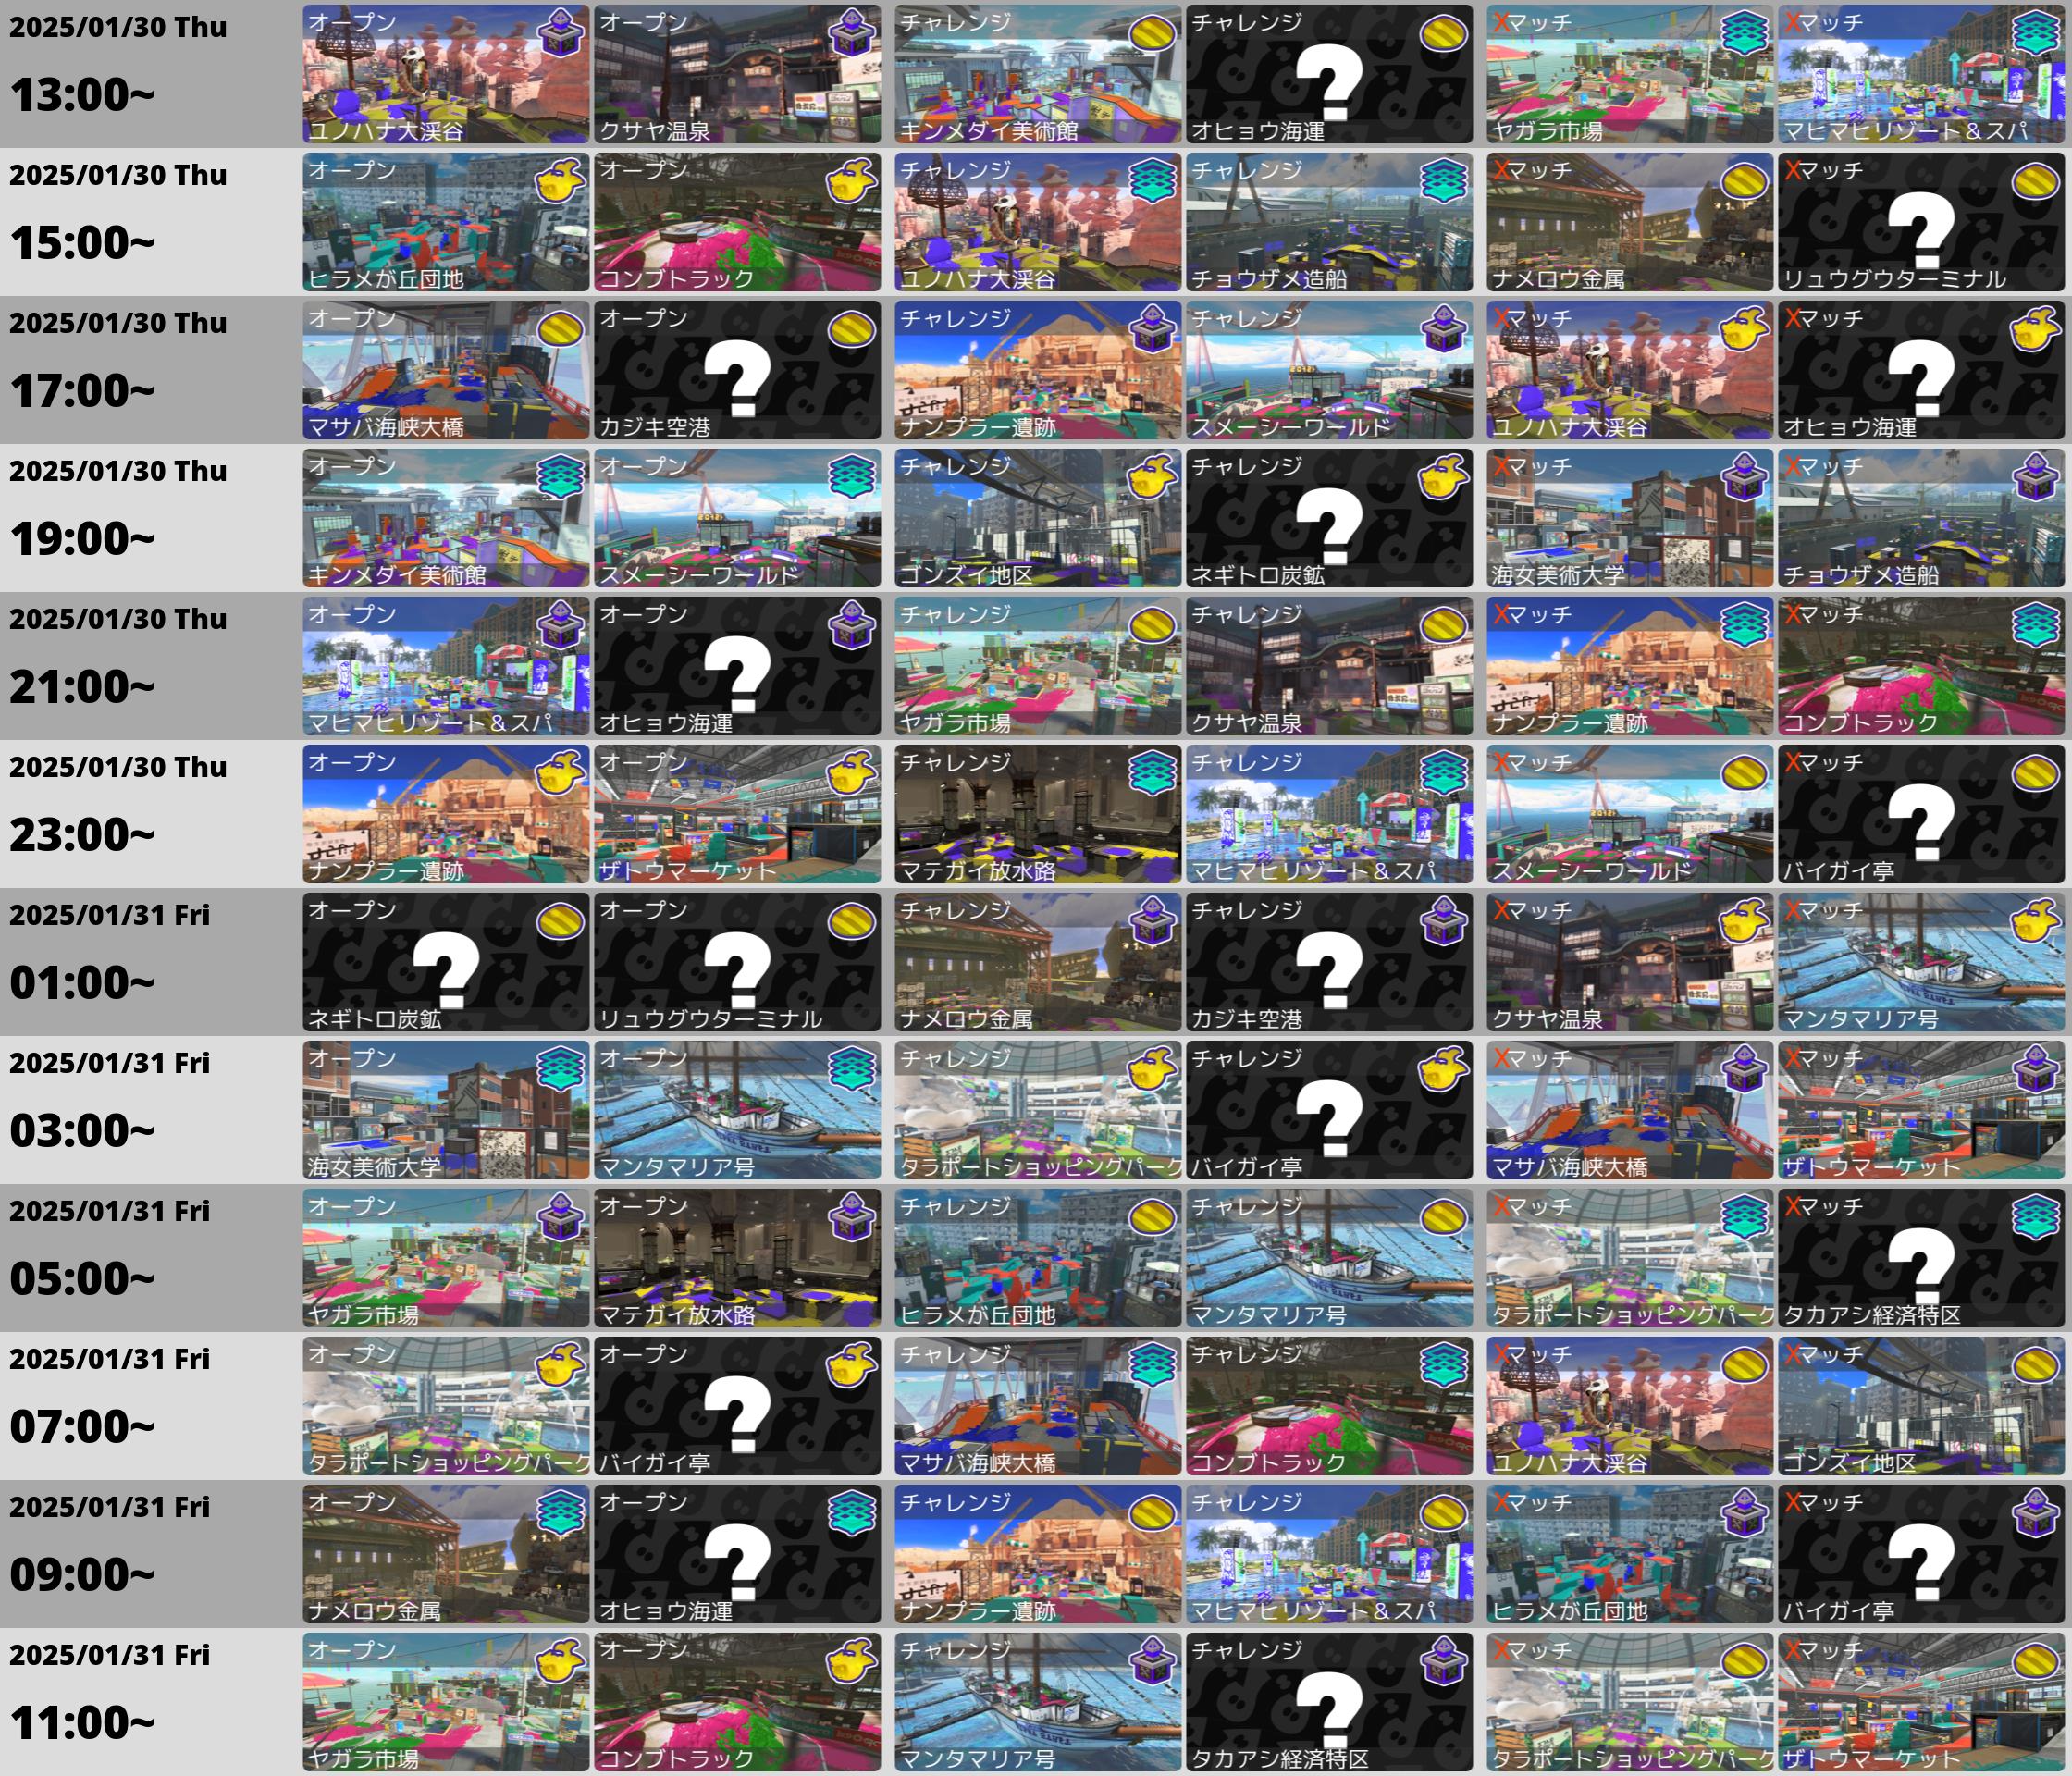 2025/01/30 Thu
13:00~
オープン
ユノハナ大渓谷
オープン
クサヤ温泉
チャレンジ
キンメダイ美術館
チャレンジ
オヒョウ海運
Xマッチ
ヤガラ市場
Xマッチ
マヒマヒリゾート＆スパ
2025/01/30 Thu
15:00~
オープン
ヒラメが丘団地
オープン
コンブトラック
チャレンジ
ユノハナ大渓谷
チャレンジ
チョウザメ造船
Xマッチ
ナメロウ金属
Xマッチ
リュウグウターミナル
2025/01/30 Thu
17:00~
オープン
マサバ海峡大橋
オープン
カジキ空港
チャレンジ
ナンプラー遺跡
チャレンジ
スメーシーワールド
Xマッチ
ユノハナ大渓谷
Xマッチ
オヒョウ海運
2025/01/30 Thu
19:00~
オープン
キンメダイ美術館
オープン
スメーシーワールド
チャレンジ
ゴンズイ地区
チャレンジ
ネギトロ炭鉱
Xマッチ
海女美術大学
Xマッチ
チョウザメ造船
2025/01/30 Thu
21:00~
オープン
マヒマヒリゾート＆スパ
オープン
オヒョウ海運
チャレンジ
ヤガラ市場
チャレンジ
クサヤ温泉
Xマッチ
ナンプラー遺跡
Xマッチ
コンブトラック
2025/01/30 Thu
23:00~
オープン
ナンプラー遺跡
オープン
ザトウマーケット
チャレンジ
マテガイ放水路
チャレンジ
マヒマヒリゾート＆スパ
Xマッチ
スメーシーワールド
Xマッチ
バイガイ亭
2025/01/31 Fri
01:00~
オープン
ネギトロ炭鉱
オープン
リュウグウターミナル
チャレンジ
ナメロウ金属
チャレンジ
カジキ空港
Xマッチ
クサヤ温泉
Xマッチ
マンタマリア号
2025/01/31 Fri
03:00~
オープン
海女美術大学
オープン
マンタマリア号
チャレンジ
タラポートショッピングパーク
チャレンジ
バイガイ亭
Xマッチ
マサバ海峡大橋
Xマッチ
ザトウマーケット
2025/01/31 Fri
05:00~
オープン
ヤガラ市場
オープン
マテガイ放水路
チャレンジ
ヒラメが丘団地
チャレンジ
マンタマリア号
Xマッチ
タラポートショッピングパーク
Xマッチ
タカアシ経済特区
2025/01/31 Fri
07:00~
オープン
タラポートショッピングパーク
オープン
バイガイ亭
チャレンジ
マサバ海峡大橋
チャレンジ
コンブトラック
Xマッチ
ユノハナ大渓谷
Xマッチ
ゴンズイ地区
2025/01/31 Fri
09:00~
オープン
ナメロウ金属
オープン
オヒョウ海運
チャレンジ
ナンプラー遺跡
チャレンジ
マヒマヒリゾート＆スパ
Xマッチ
ヒラメが丘団地
Xマッチ
バイガイ亭
2025/01/31 Fri
11:00~
オープン
ヤガラ市場
オープン
コンブトラック
チャレンジ
マンタマリア号
チャレンジ
タカアシ経済特区
Xマッチ
タラポートショッピングパーク
Xマッチ
ザトウマーケット